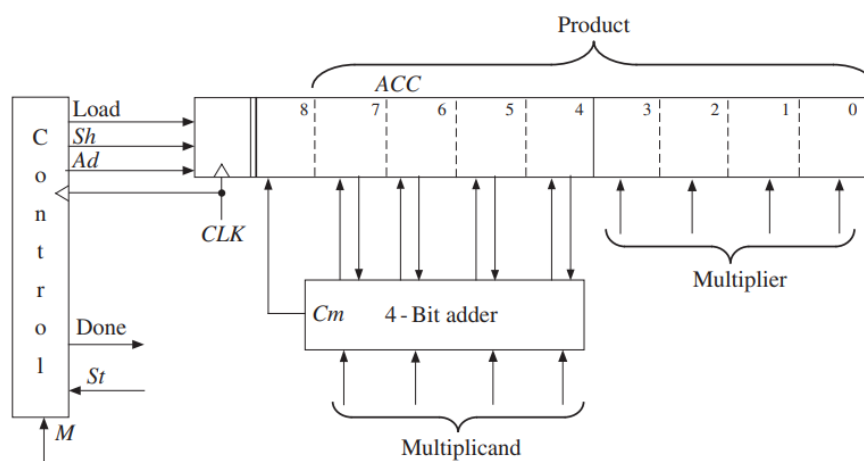 Product
ACC
8 7 6 5 4 3 2 1 0
Load
Sh
Ad
Control
CLK
Multiplier
Cm 4-Bit adder
Done
St
M
Multiplicand